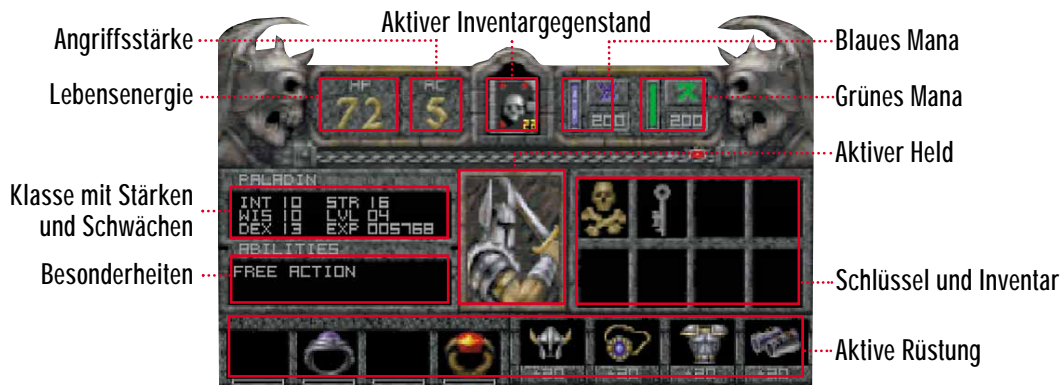 Aktiver Inventargegenstand
Angriffsstärke
Blaues Mana
Lebensenergie
HP
AC
72
5
22
200
200
Grünes Mana
Aktiver Held
PALADIN
Klasse mit Stärken
und Schwächen
INT 10 STR 16
WIS 10 LVL 04
DEX 13 EXP 005768
ABILITIES
Besonderheiten
FREE ACTION
Schlüssel und Inventar
Aktive Rüstung